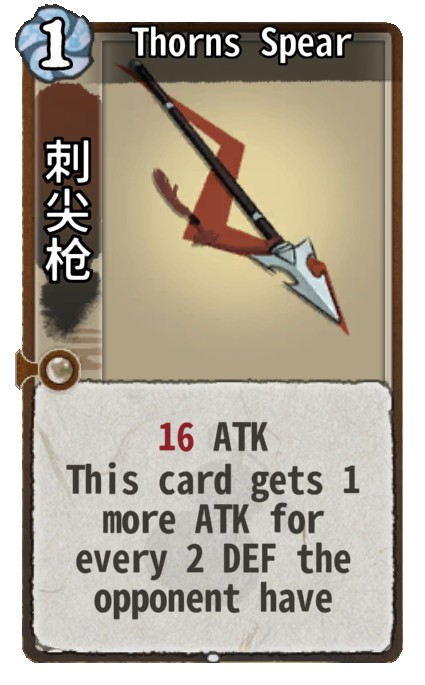 1
Thorns Spear
刺尖枪
16 ATK
This card gets 1
more ATK for
every 2 DEF the
opponent have